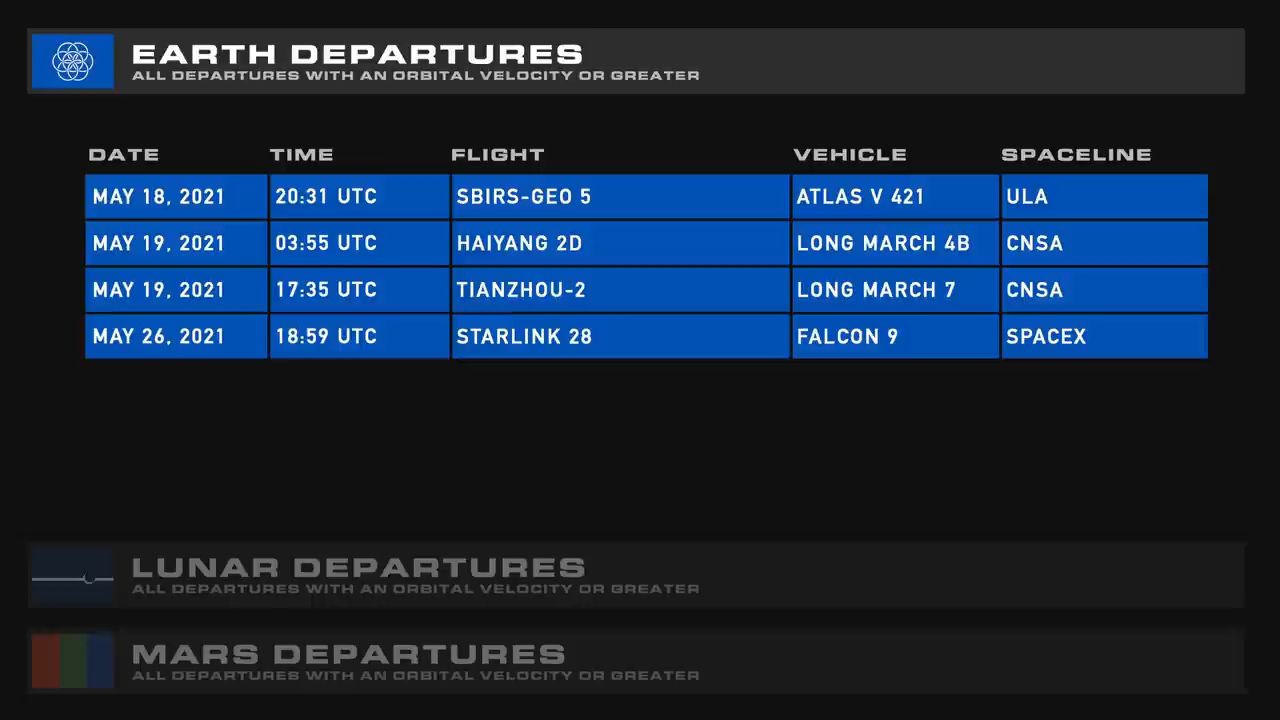 EARTH DEPARTURES
ALL DEPARTURES WITH AN ORBITAL VELOCITY OR GREATER
DATE TIME FLIGHT VEHICLE SPACELINE
MAY 18, 2021 20:31 UTC SBIRS-GEO 5 ATLAS V 421 ULA
MAY 19, 2021 03:55 UTC HAIYANG 2D LONG MARCH 4B CNSA
MAY 19, 2021 17:35 UTC TIANZHOU-2 LONG MARCH 7 CNSA
MAY 26, 2021 18:59 UTC STARLINK 28 FALCON 9 SPACEX
LUNAR DEPARTURES
ALL DEPARTURES WITH AN ORBITAL VELOCITY OR GREATER
MARS DEPARTURES
ALL DEPARTURES WITH AN ORBITAL VELOCITY OR GREATER